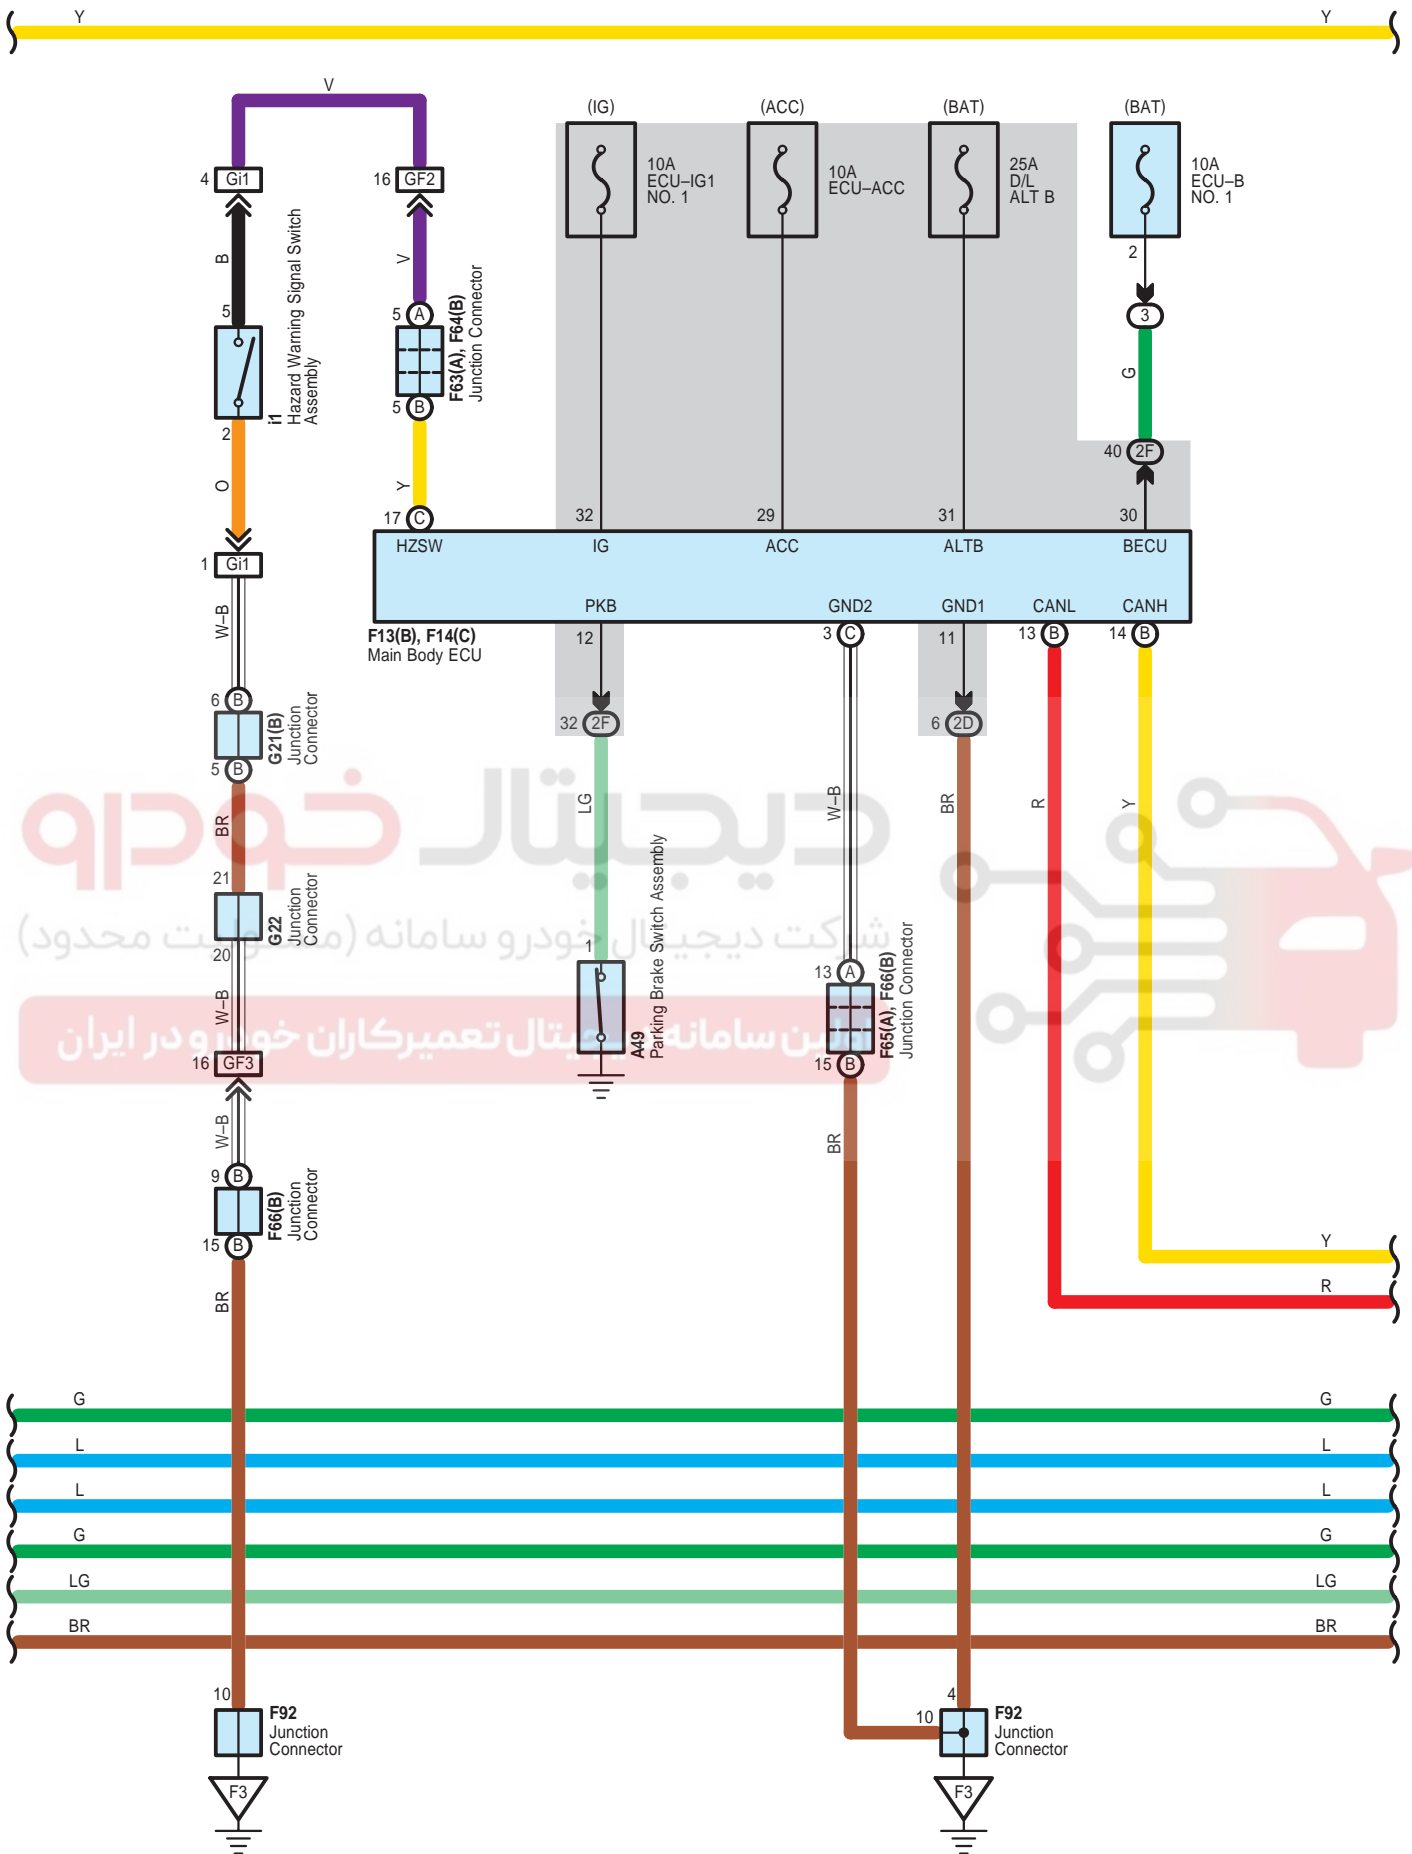 Y
Y
V
(IG)
(ACC)
(BAT)
(BAT)
10A
ECU–IG1
NO. 1
10A
ECU–ACC
25A
D/L
ALT B
10A
ECU–B
NO. 1
4 Gi1
16 GF2
2
3
B
V
G
5
5 A
Hazard Warning Signal Switch
Assembly
i1
F63(A), F64(B)
Junction Connector
5 B
2
O
Y
40 2F
17 C
32
29
31
30
HZSW
IG
ACC
ALTB
BECU
1 Gi1
PKB
GND2
GND1
CANL
CANH
F13(B), F14(C)
Main Body ECU
12
3 C
11
13 B
14 B
W–B
6 B
G21(B)
Junction
Connector
5 B
32 2F
6 2D
LG
W–B
BR
R
Y
دیجیتال خودرو
BR
21
G22
Junction
Connector
20
شرکت دیجیتال خودرو سامانه (مسئولیت محدود)
1
A49
Parking Brake Switch Assembly
13 A
F65(A), F66(B)
Junction Connector
15 B
W–B
اولین سامانه دیجیتال تعمیرکاران خودرو در ایران
16 GF3
W–B
BR
9 B
F66(B)
Junction
Connector
15 B
BR
Y
R
G
G
L
L
L
L
G
G
LG
LG
BR
BR
10
F92
Junction
Connector
F3
4
10
F92
Junction
Connector
F3